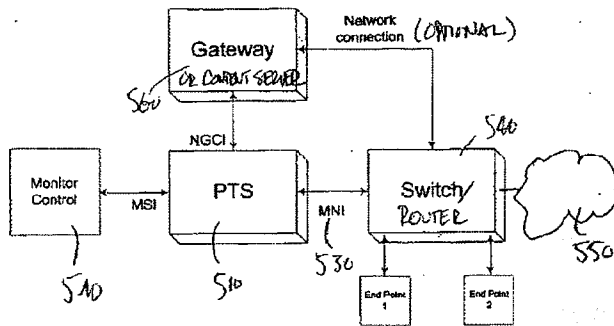 Network
connection (OPTIONAL)
Gateway
OR CONTENT SERVER
560
NGCI
540
Monitor
Control
MSI
PTS
MNI
Switch/
ROUTER
510
530
550
End Point
1
End Point
2